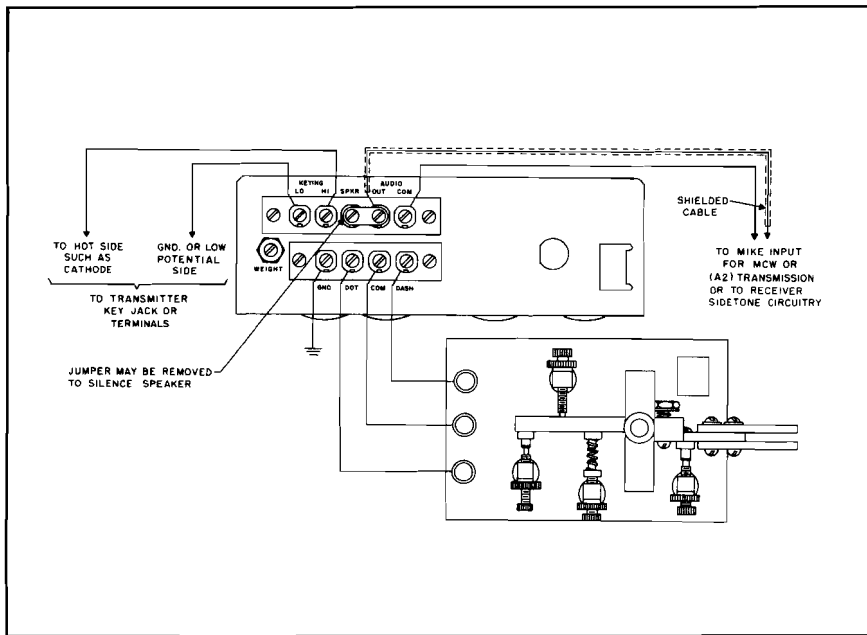 KEYING AUDIO
LO HI SPKR OUT COM
WEIGHT
GND DOT COM DASH
TO HOT SIDE
SUCH AS
CATHODE
GND. OR LOW
POTENTIAL
SIDE
TO TRANSMITTER
KEY JACK OR
TERMINALS
JUMPER MAY BE REMOVED
TO SILENCE SPEAKER
SHIELDED
CABLE
TO MIKE INPUT
FOR MCW OR
(A2) TRANSMISSION
OR TO RECEIVER
SIDETONE CIRCUITRY